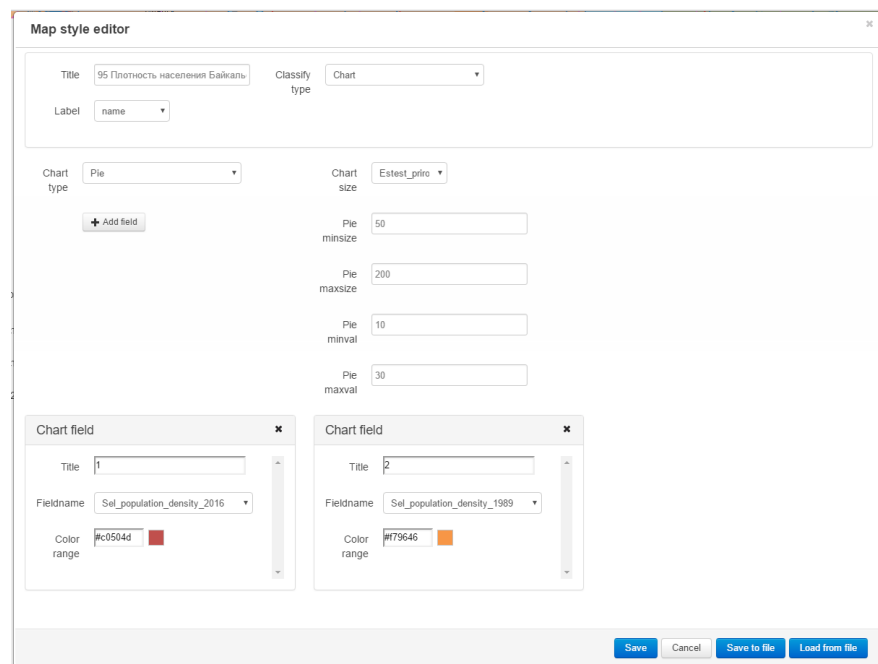 Map style editor
Title 95 Плотность населения Байкаль Classify type Chart
Label name
Chart type Pie Chart size Estest_priro
Add field Pie minsize 50
Pie maxsize 200
Pie minval 10
Pie maxval 30
Chart field
Title 1
Fieldname Sel_population_density_2016
Color range #c0504d
Chart field
Title 2
Fieldname Sel_population_density_1989
Color range #f79646
Save Cancel Save to file Load from file